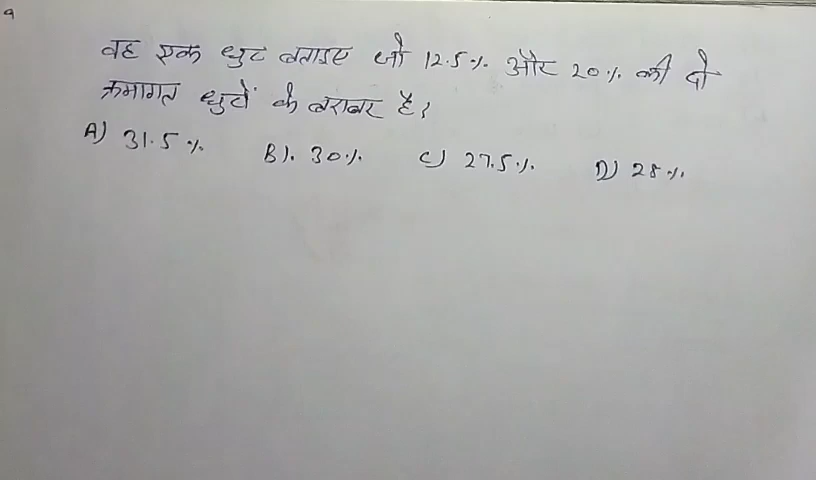 9
वह एक छुट बताइए जो 12.5% और 20% की दो
क्रमागत छुटों के बराबर है?
A) 31.5% B). 30% C) 27.5% D) 28%